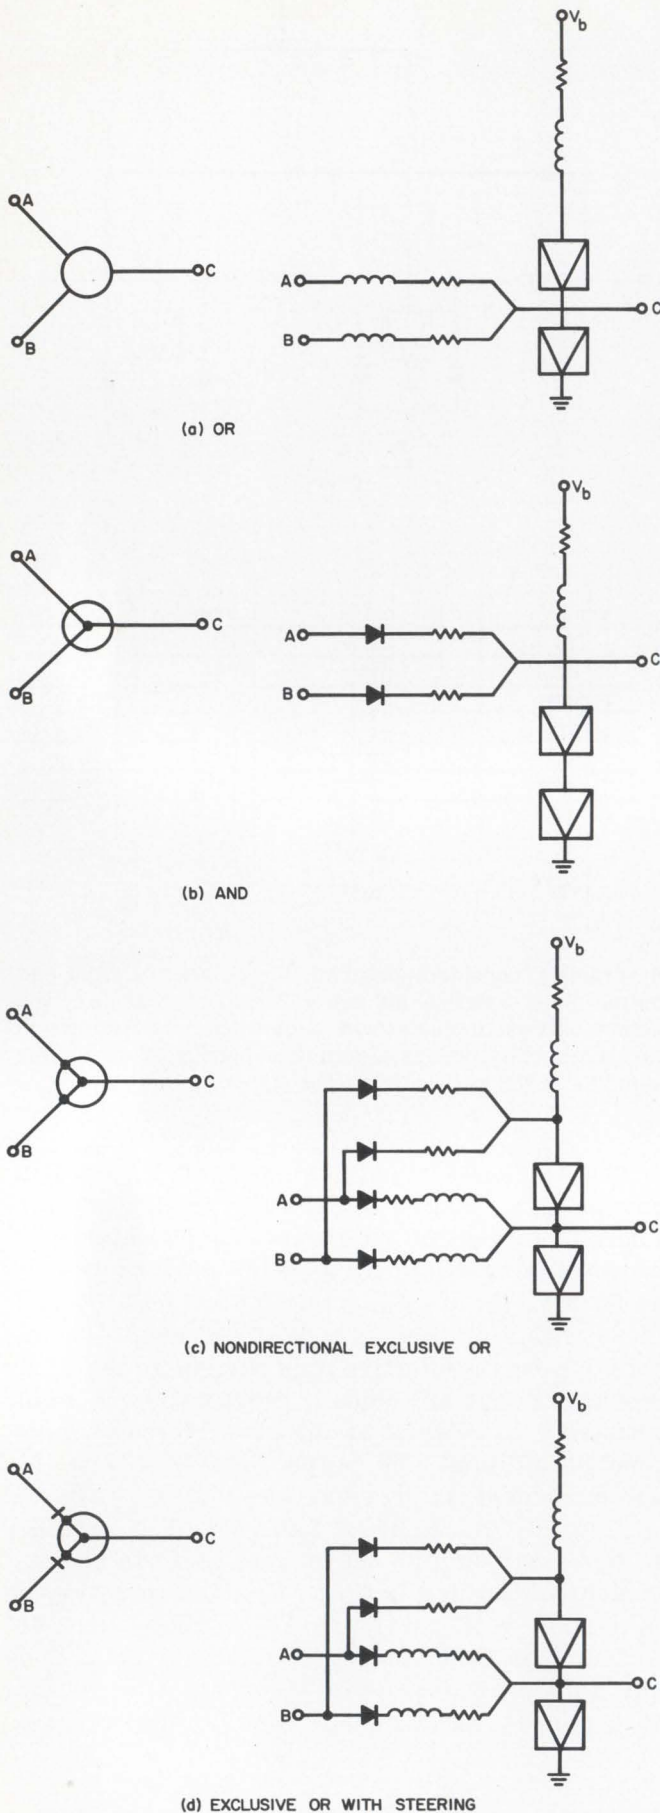 V_b
A
C
B
A
B
C
(a) OR
V_b
A
C
B
A
B
C
(b) AND
V_b
A
C
B
A
B
C
(c) NONDIRECTIONAL EXCLUSIVE OR
V_b
A
C
B
A
B
C
(d) EXCLUSIVE OR WITH STEERING